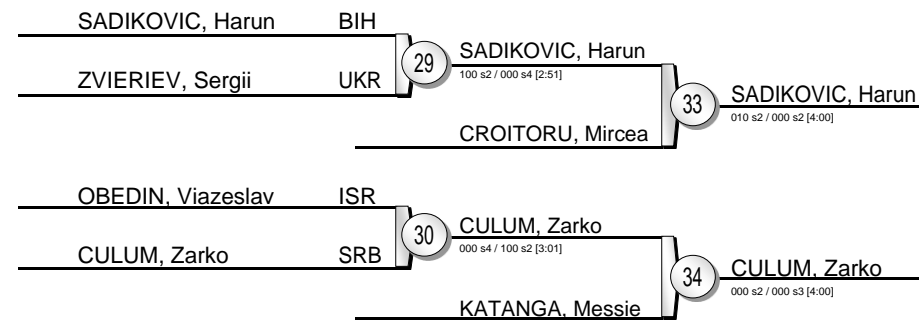 SADIKOVIC, Harun BIH
ZVIERIEV, Sergii UKR
29
SADIKOVIC, Harun
100 s2 / 000 s4 [2:51]
CROITORU, Mircea
33
SADIKOVIC, Harun
010 s2 / 000 s2 [4:00]
OBEDIN, Viazeslav ISR
CULUM, Zarko SRB
30
CULUM, Zarko
000 s4 / 100 s2 [3:01]
KATANGA, Messie
34
CULUM, Zarko
000 s2 / 000 s3 [4:00]